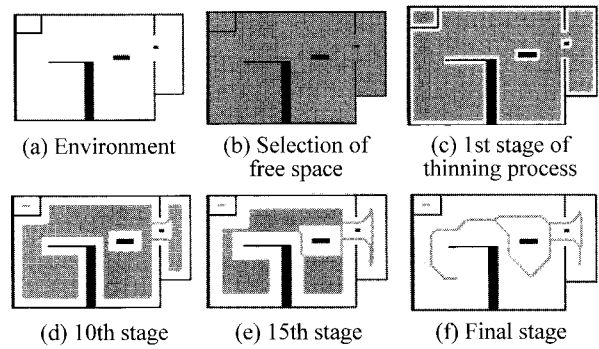 (a) Environment
(b) Selection of
free space
(c) 1st stage of
thinning process
(d) 10th stage
(e) 15th stage
(f) Final stage